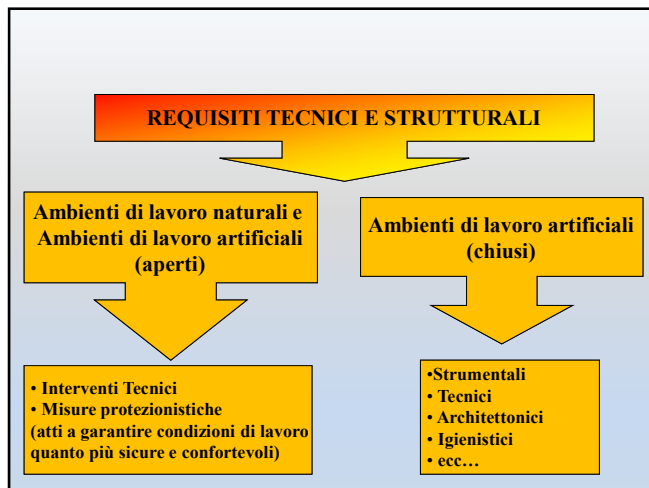 REQUISITI TECNICI E STRUTTURALI
Ambienti di lavoro naturali e
Ambienti di lavoro artificiali
(aperti)
Ambienti di lavoro artificiali
(chiusi)
• Interventi Tecnici
• Misure protezionistiche
(atti a garantire condizioni di lavoro
quanto più sicure e confortevoli)
•Strumentali
• Tecnici
• Architettonici
• Igienistici
• ecc…